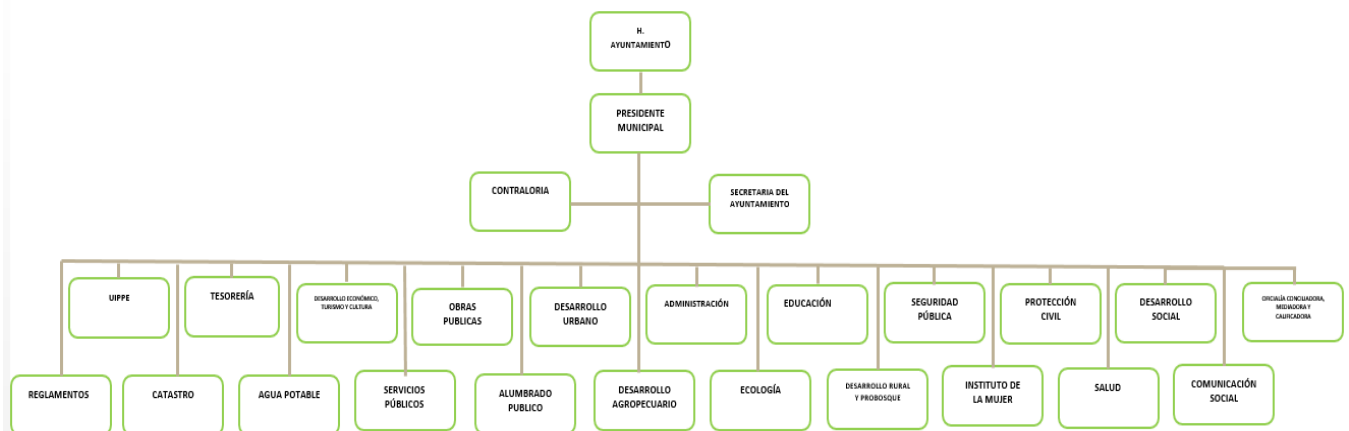 H.
AYUNTAMIENTO
PRESIDENTE
MUNICIPAL
CONTRALORIA
SECRETARIA DEL
AYUNTAMIENTO
UIPPE
TESORERÍA
DESARROLLO ECONÓMICO,
TURISMO Y CULTURA
OBRAS
PUBLICAS
DESARROLLO
URBANO
ADMINISTRACIÓN
EDUCACIÓN
SEGURIDAD
PÚBLICA
PROTECCIÓN
CIVIL
DESARROLLO
SOCIAL
OFICIALÍA CONCILIADORA,
MEDIADORA Y
CALIFICADORA
REGLAMENTOS
CATASTRO
AGUA POTABLE
SERVICIOS
PÚBLICOS
ALUMBRADO
PUBLICO
DESARROLLO
AGROPECUARIO
ECOLOGÍA
DESARROLLO RURAL
Y PROBOSQUE
INSTITUTO DE
LA MUJER
SALUD
COMUNICACIÓN
SOCIAL